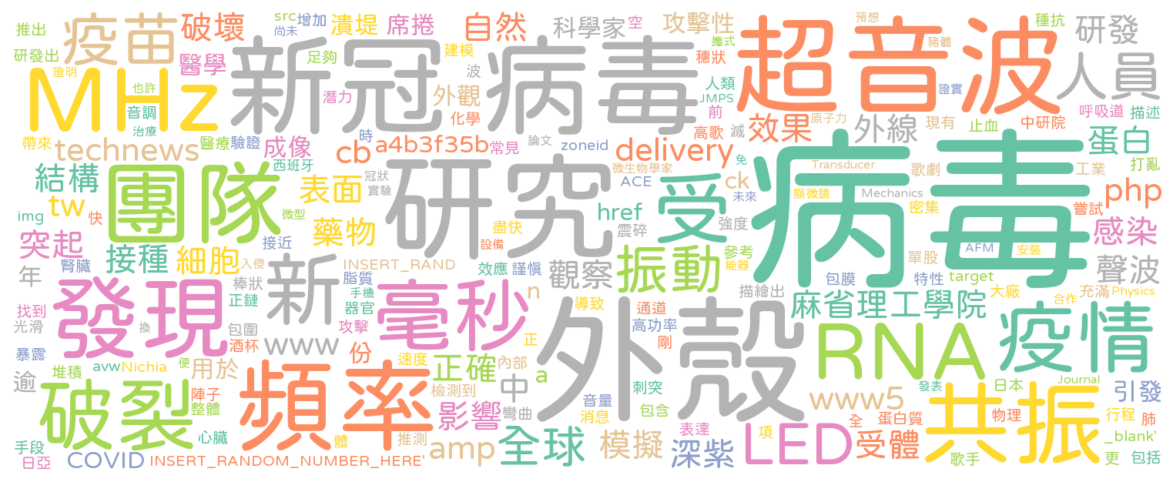 推出 疫苗 破壞 src 增加 潰堤 席捲 自然 科學家 空 攻擊性 超音波 預想 種抗 研發
研發出 尚未 足夠 建模 穗狀 攜式 豬體 人員
MHz 證明 醫學 新冠病毒 波 人類 證實
也許 音調 潛力 外觀 化學 JMPS 呼吸道 描述
帶來 治療 醫療 驗證 成像 時 高歌 前 滅 效果 原子力 外線 現有 止血 中研院 蛋白
technews 西班牙 cb a4b3f35b 常見 論文 zoneid delivery 免 Transducer 歌劇 工業 打亂
結構 團隊 表面 冠狀 實驗 研究 微生物學家 ACE 受 ck 未來 顯微鏡 Mechanics 病毒 php
img tw 快 微型 藥物 盡快 href 震碎 強度 密集 嘗試 感染
突起 接種 細胞 接近 設備 觀察 振動 參考 AFM 安裝 聲波
年 腎臟 入侵 INSERT_RAND 效應 謹慎 能器 包膜 單股 特性 target 大廠 充滿
找到 發現 棒狀 正鏈 新 脂質 手機 器官 毫秒 n 導致 描繪出 通道 麻省理工學院 合作 Physics
光滑 換 包圍 攻擊 正 外殼 高功率 剛 RNA 疫情
暴露 逾 avw Nichia 用於 酒杯 www 份 速度 正確 內部 a 刺突 www5 發表 日本 Journal 引發
堆積 便 破裂 陣子 頻率 檢測到 中 音量 包含 全 蛋白質 物理 共振 行程 肺
整體 影響 彎曲 消息 表達 項 LED
手段 心臟 體 推測 amp 全球 模擬 深紫 受體 歌手 _blank'
日亞 COVID INSERT_RANDOM_NUMBER_HERE' 更 包括